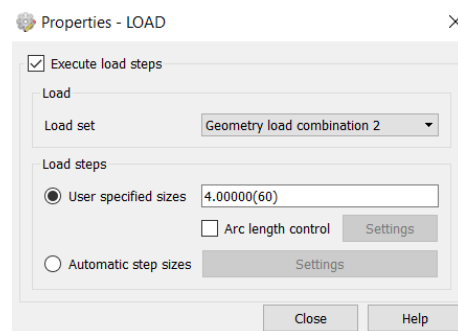 Properties - LOAD
Execute load steps
Load
Load set Geometry load combination 2
Load steps
User specified sizes 4.00000(60)
Arc length control Settings
Automatic step sizes Settings
Close Help